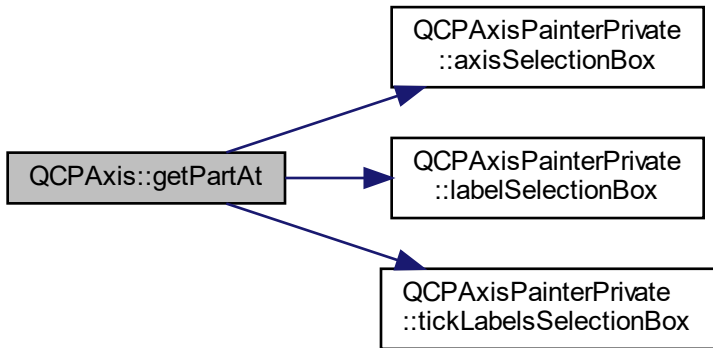 QCPAxisPainterPrivate
::axisSelectionBox
QCPAxis::getPartAt
QCPAxisPainterPrivate
::labelSelectionBox
QCPAxisPainterPrivate
::tickLabelsSelectionBox